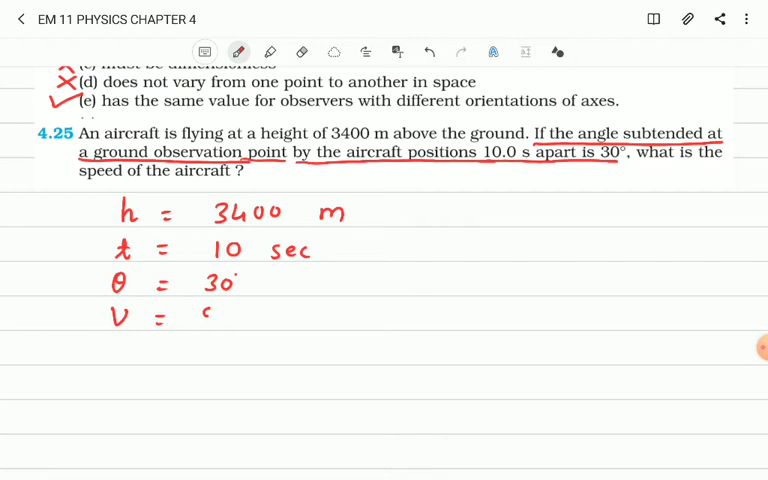 EM 11 PHYSICS CHAPTER 4
(c) must be dimensionless
(d) does not vary from one point to another in space
(e) has the same value for observers with different orientations of axes.
4.25 An aircraft is flying at a height of 3400 m above the ground. If the angle subtended at
a ground observation point by the aircraft positions 10.0 s apart is 30°, what is the
speed of the aircraft ?
h = 3400 m
t = 10 sec
θ = 30°
V =